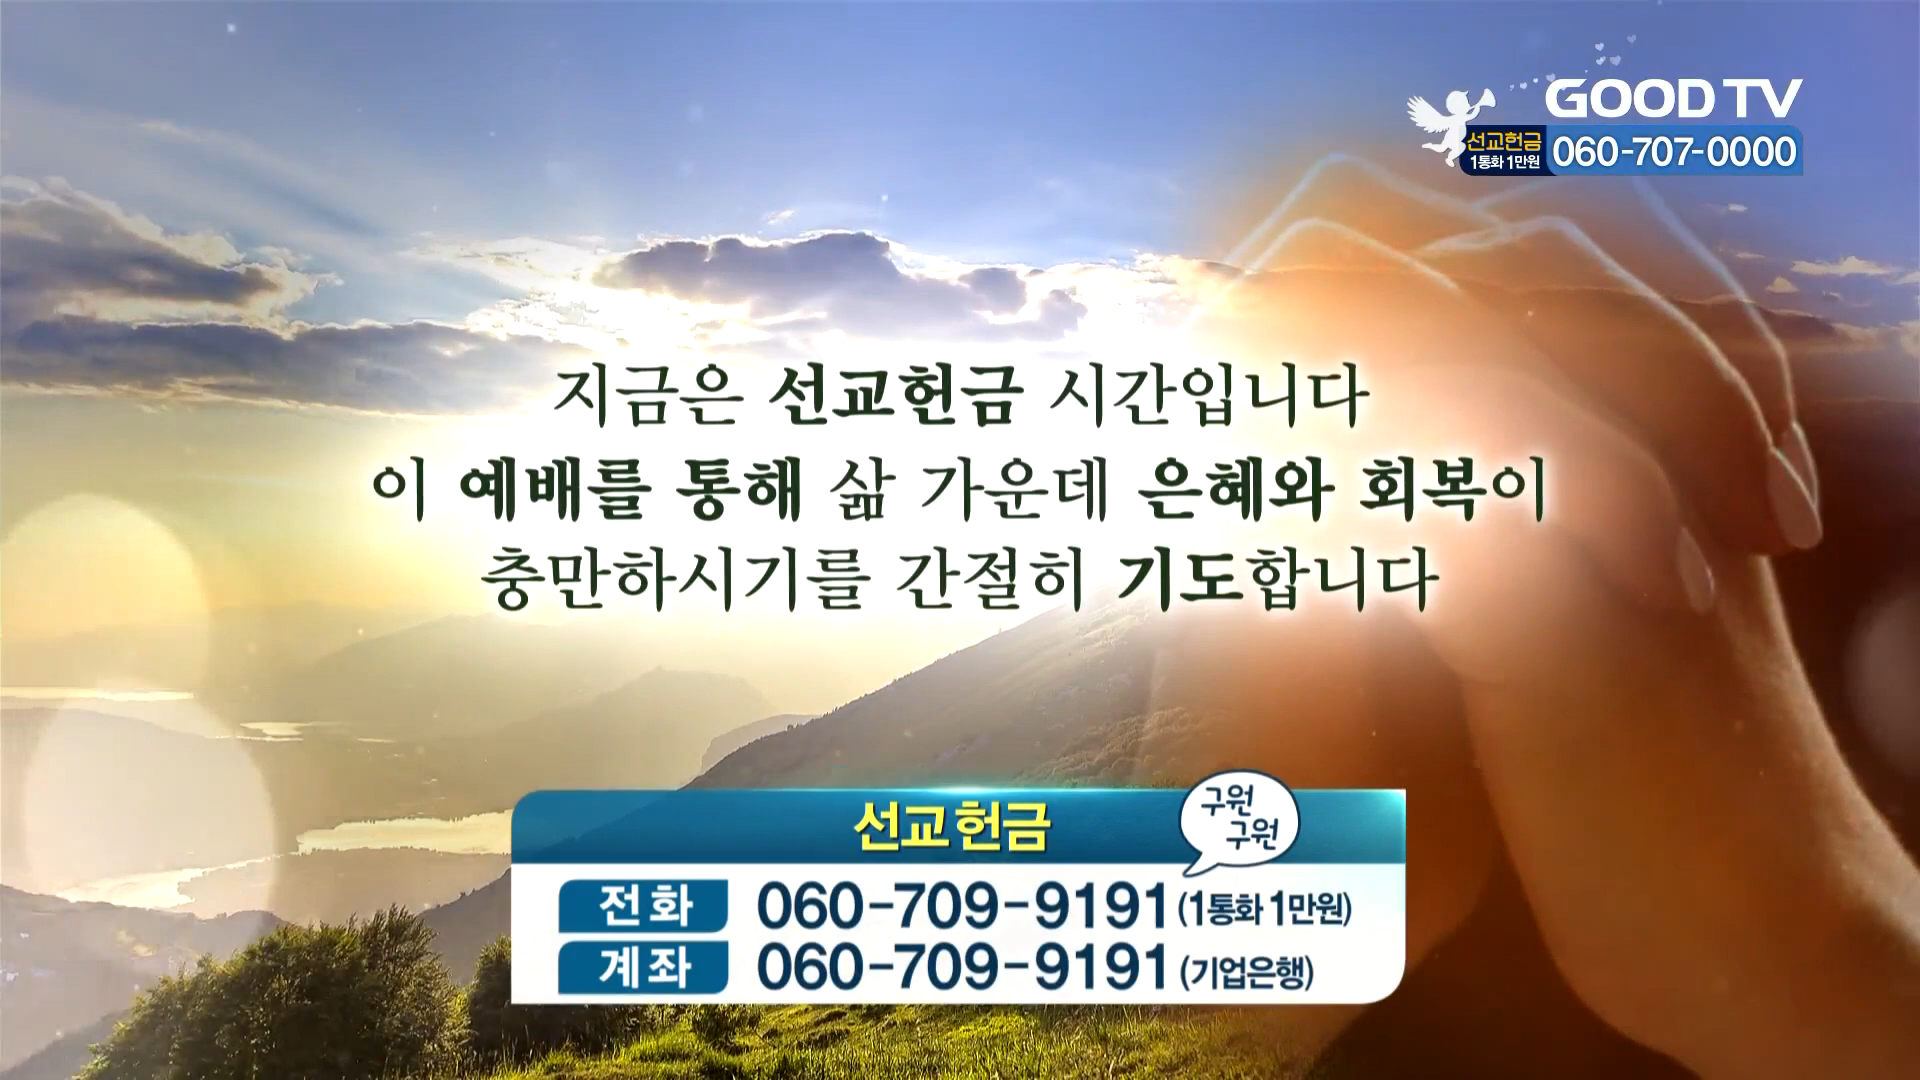 GOOD TV
선교헌금
1통화 1만원
060-707-0000
지금은 선교헌금 시간입니다
이 예배를 통해 삶 가운데 은혜와 회복이
충만하시기를 간절히 기도합니다
선교헌금
구원
구원
전화 060-709-9191 (1통화 1만원)
계좌 060-709-9191 (기업은행)